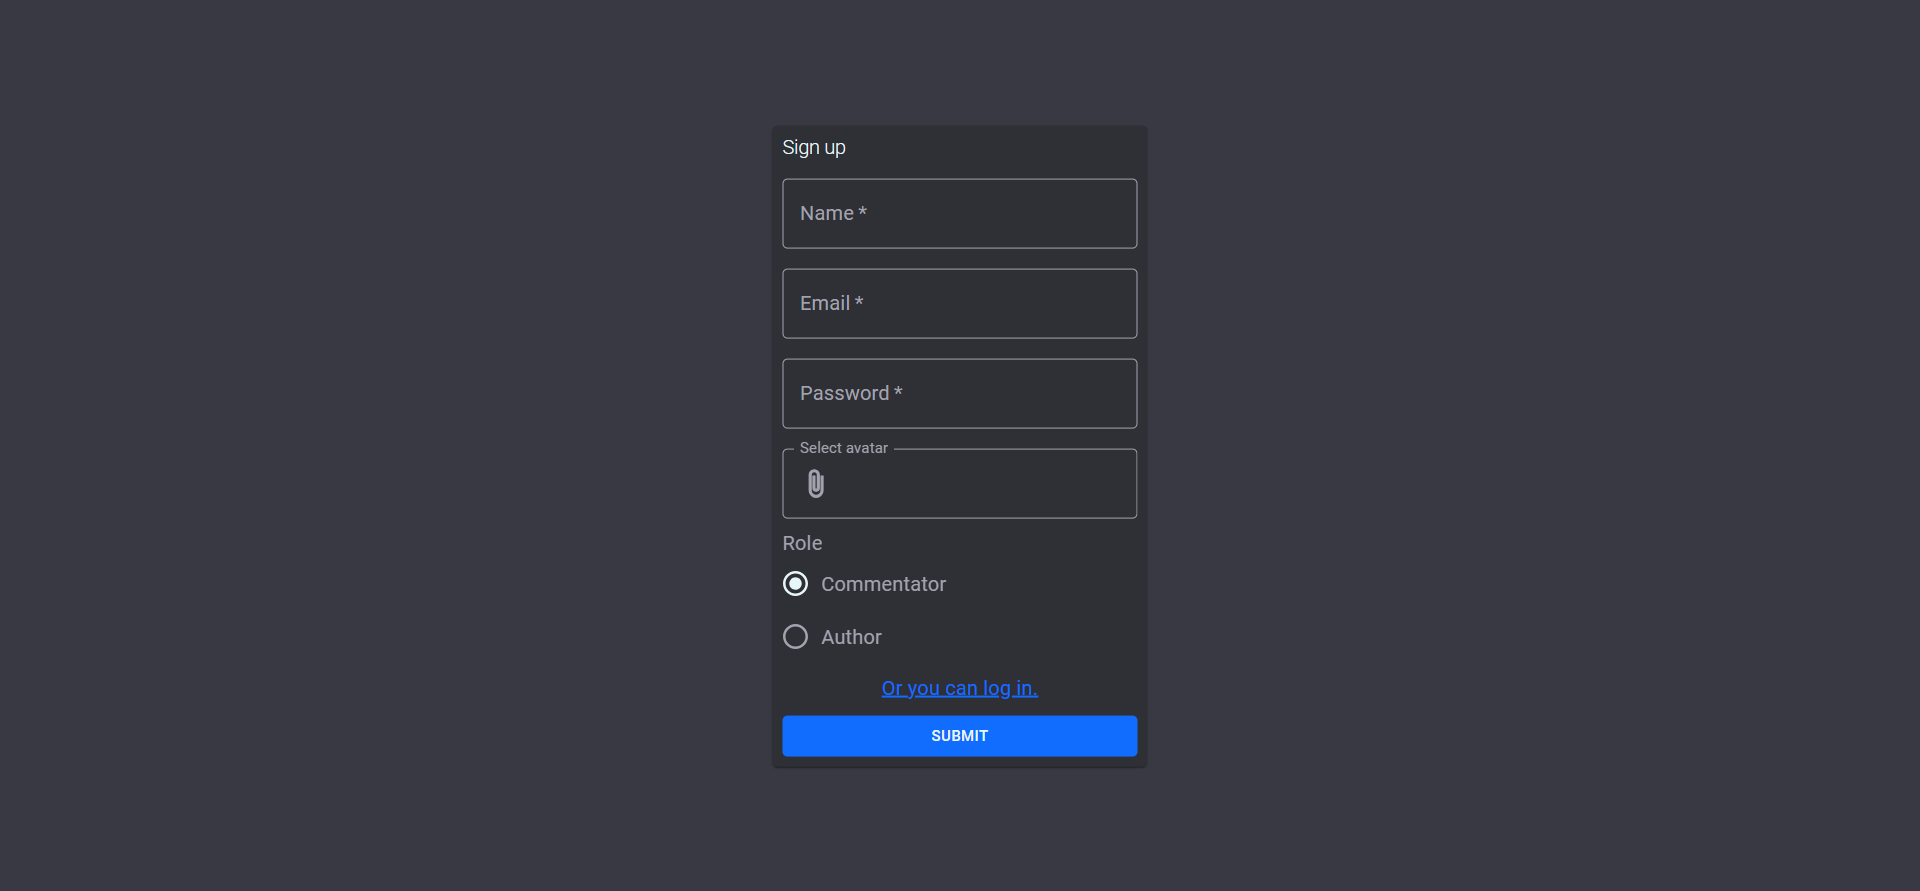 Sign up
Name *
Email *
Password *
Select avatar
Role
Commentator
Author
Or you can log in.
SUBMIT